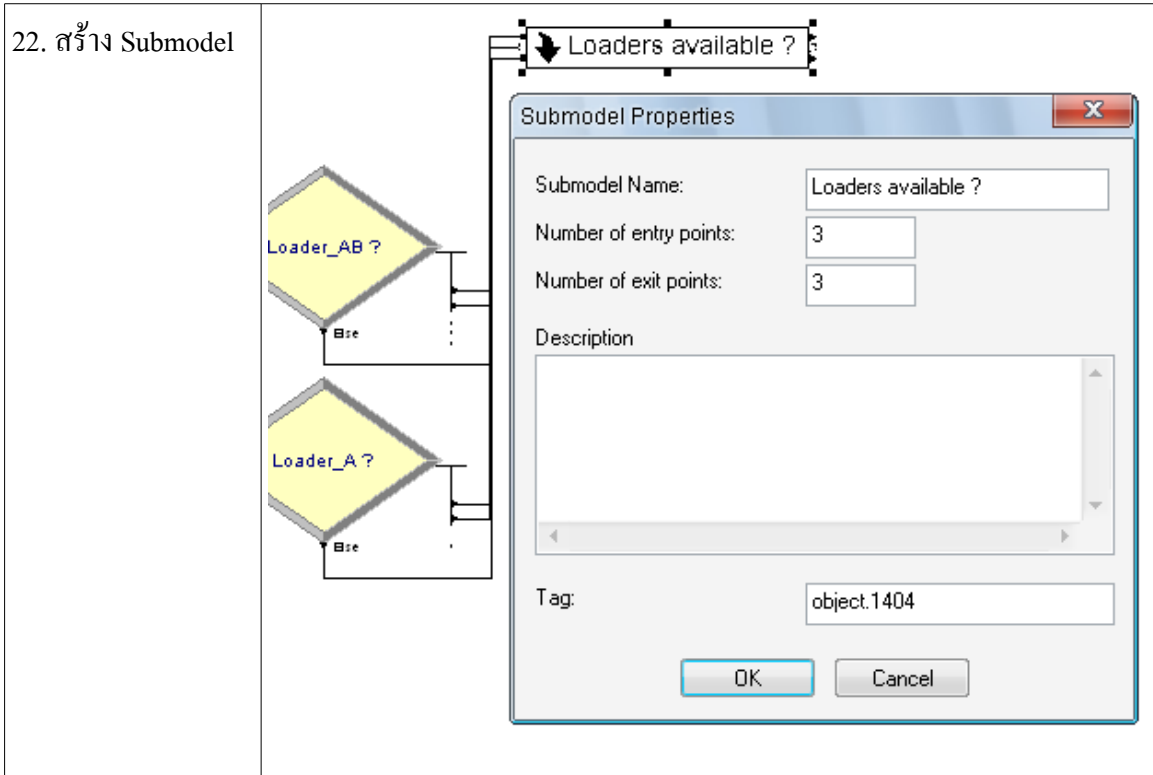 22. สร้าง Submodel
Loaders available ?
Loader_AB ?
Else
Loader_A ?
Else
Submodel Properties
Submodel Name:
Loaders available ?
Number of entry points:
3
Number of exit points:
3
Description
Tag:
object.1404
OK
Cancel